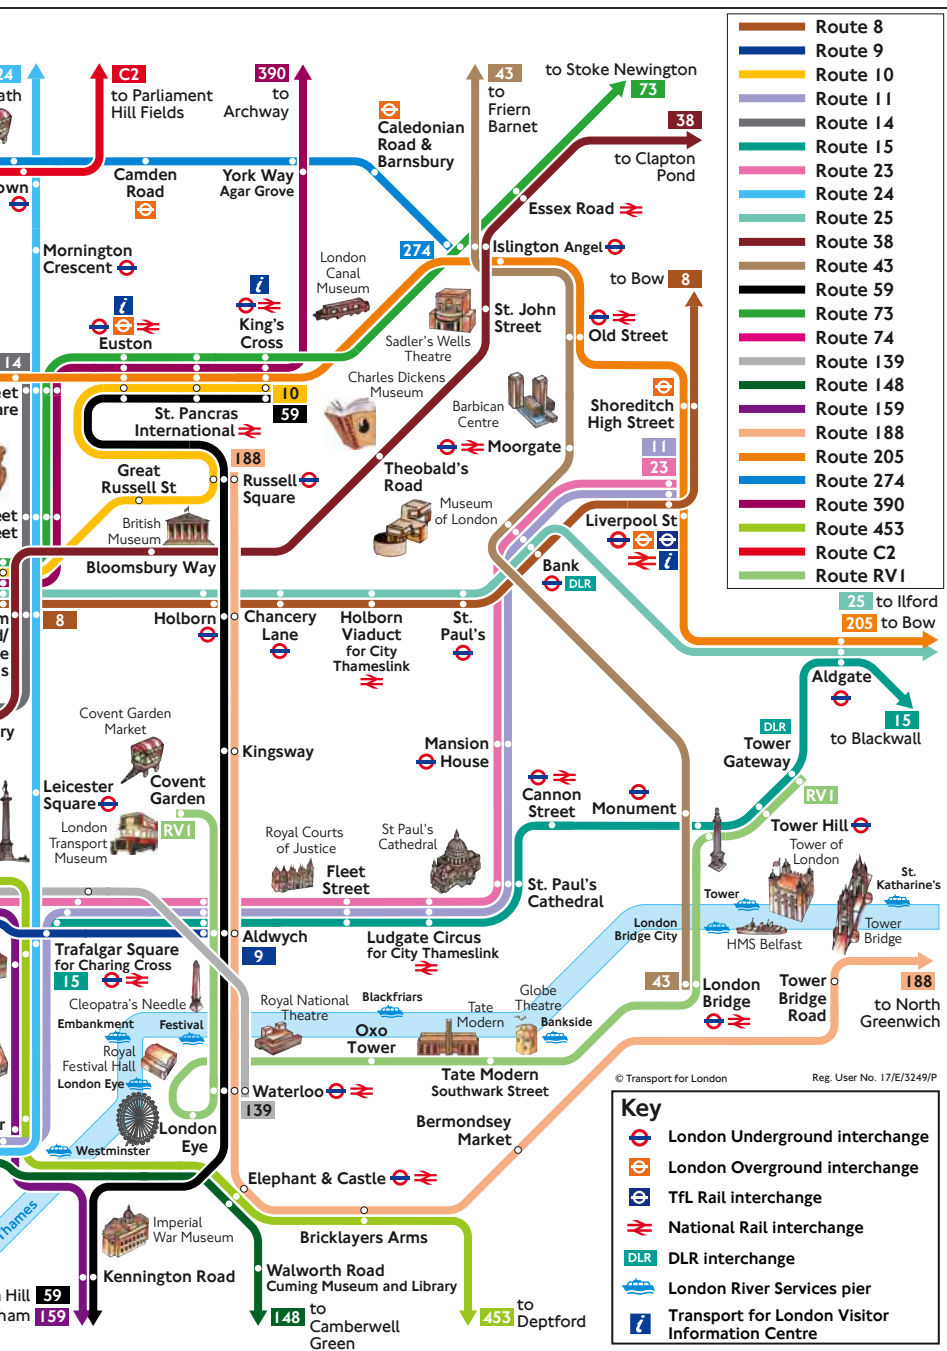 Route 8
Route 9
Route 10
Route 11
Route 14
Route 15
Route 23
Route 24
Route 25
Route 38
Route 43
Route 59
Route 73
Route 74
Route 139
Route 148
Route 159
Route 188
Route 205
Route 274
Route 390
Route 453
Route C2
Route RV1
24
ath
C2
to Parliament
Hill Fields
390
to
Archway
43
to
Friern
Barnet
to Stoke Newington
73
38
to Clapton
Pond
Caledonian
Road &
Barnsbury
own
Camden
Road
York Way
Agar Grove
Essex Road
Mornington
Crescent
274
Islington Angel
London
Canal
Museum
to Bow
8
Euston
King's
Cross
St. John
Street
Old Street
Sadler's Wells
Theatre
14
eet
are
10
59
St. Pancras
International
Charles Dickens
Museum
Barbican
Centre
Shoreditch
High Street
11
23
188
Moorgate
Great
Russell St
Russell
Square
Theobald's
Road
British
Museum
Museum
of London
Liverpool St
eet
et
Bloomsbury Way
Bank
DLR
25 to Ilford
205 to Bow
m
d/
e
s
8
Holborn
Chancery
Lane
Holborn
Viaduct
for City
Thameslink
St.
Paul's
Aldgate
15
to Blackwall
ry
Covent Garden
Market
Kingsway
Mansion
House
DLR
Tower
Gateway
Leicester
Square
Covent
Garden
RV1
Cannon
Street
Monument
RV1
London
Transport
Museum
Royal Courts
of Justice
St Paul's
Cathedral
Tower Hill
Tower of
London
Fleet
Street
St. Paul's
Cathedral
St.
Katharine's
Tower
London
Bridge City
HMS Belfast
Tower
Bridge
Trafalgar Square
for Charing Cross
15
Aldwych
9
Ludgate Circus
for City Thameslink
43
London
Bridge
Tower
Bridge
Road
188
to North
Greenwich
Cleopatra's Needle
Embankment
Festival
Royal National
Theatre
Blackfriars
Oxo
Tower
Tate
Modern
Globe
Theatre
Bankside
Royal
Festival Hall
London Eye
Waterloo
139
Tate Modern
Southwark Street
© Transport for London
Reg. User No. 17/E/3249/P
r
Westminster
London
Eye
Bermondsey
Market
Elephant & Castle
Thames
Imperial
War Museum
Bricklayers Arms
Kennington Road
Walworth Road
Cuming Museum and Library
Hill 59
ham 159
148
to
Camberwell
Green
453
to
Deptford
Key
London Underground interchange
London Overground interchange
TfL Rail interchange
National Rail interchange
DLR DLR interchange
London River Services pier
Transport for London Visitor
Information Centre